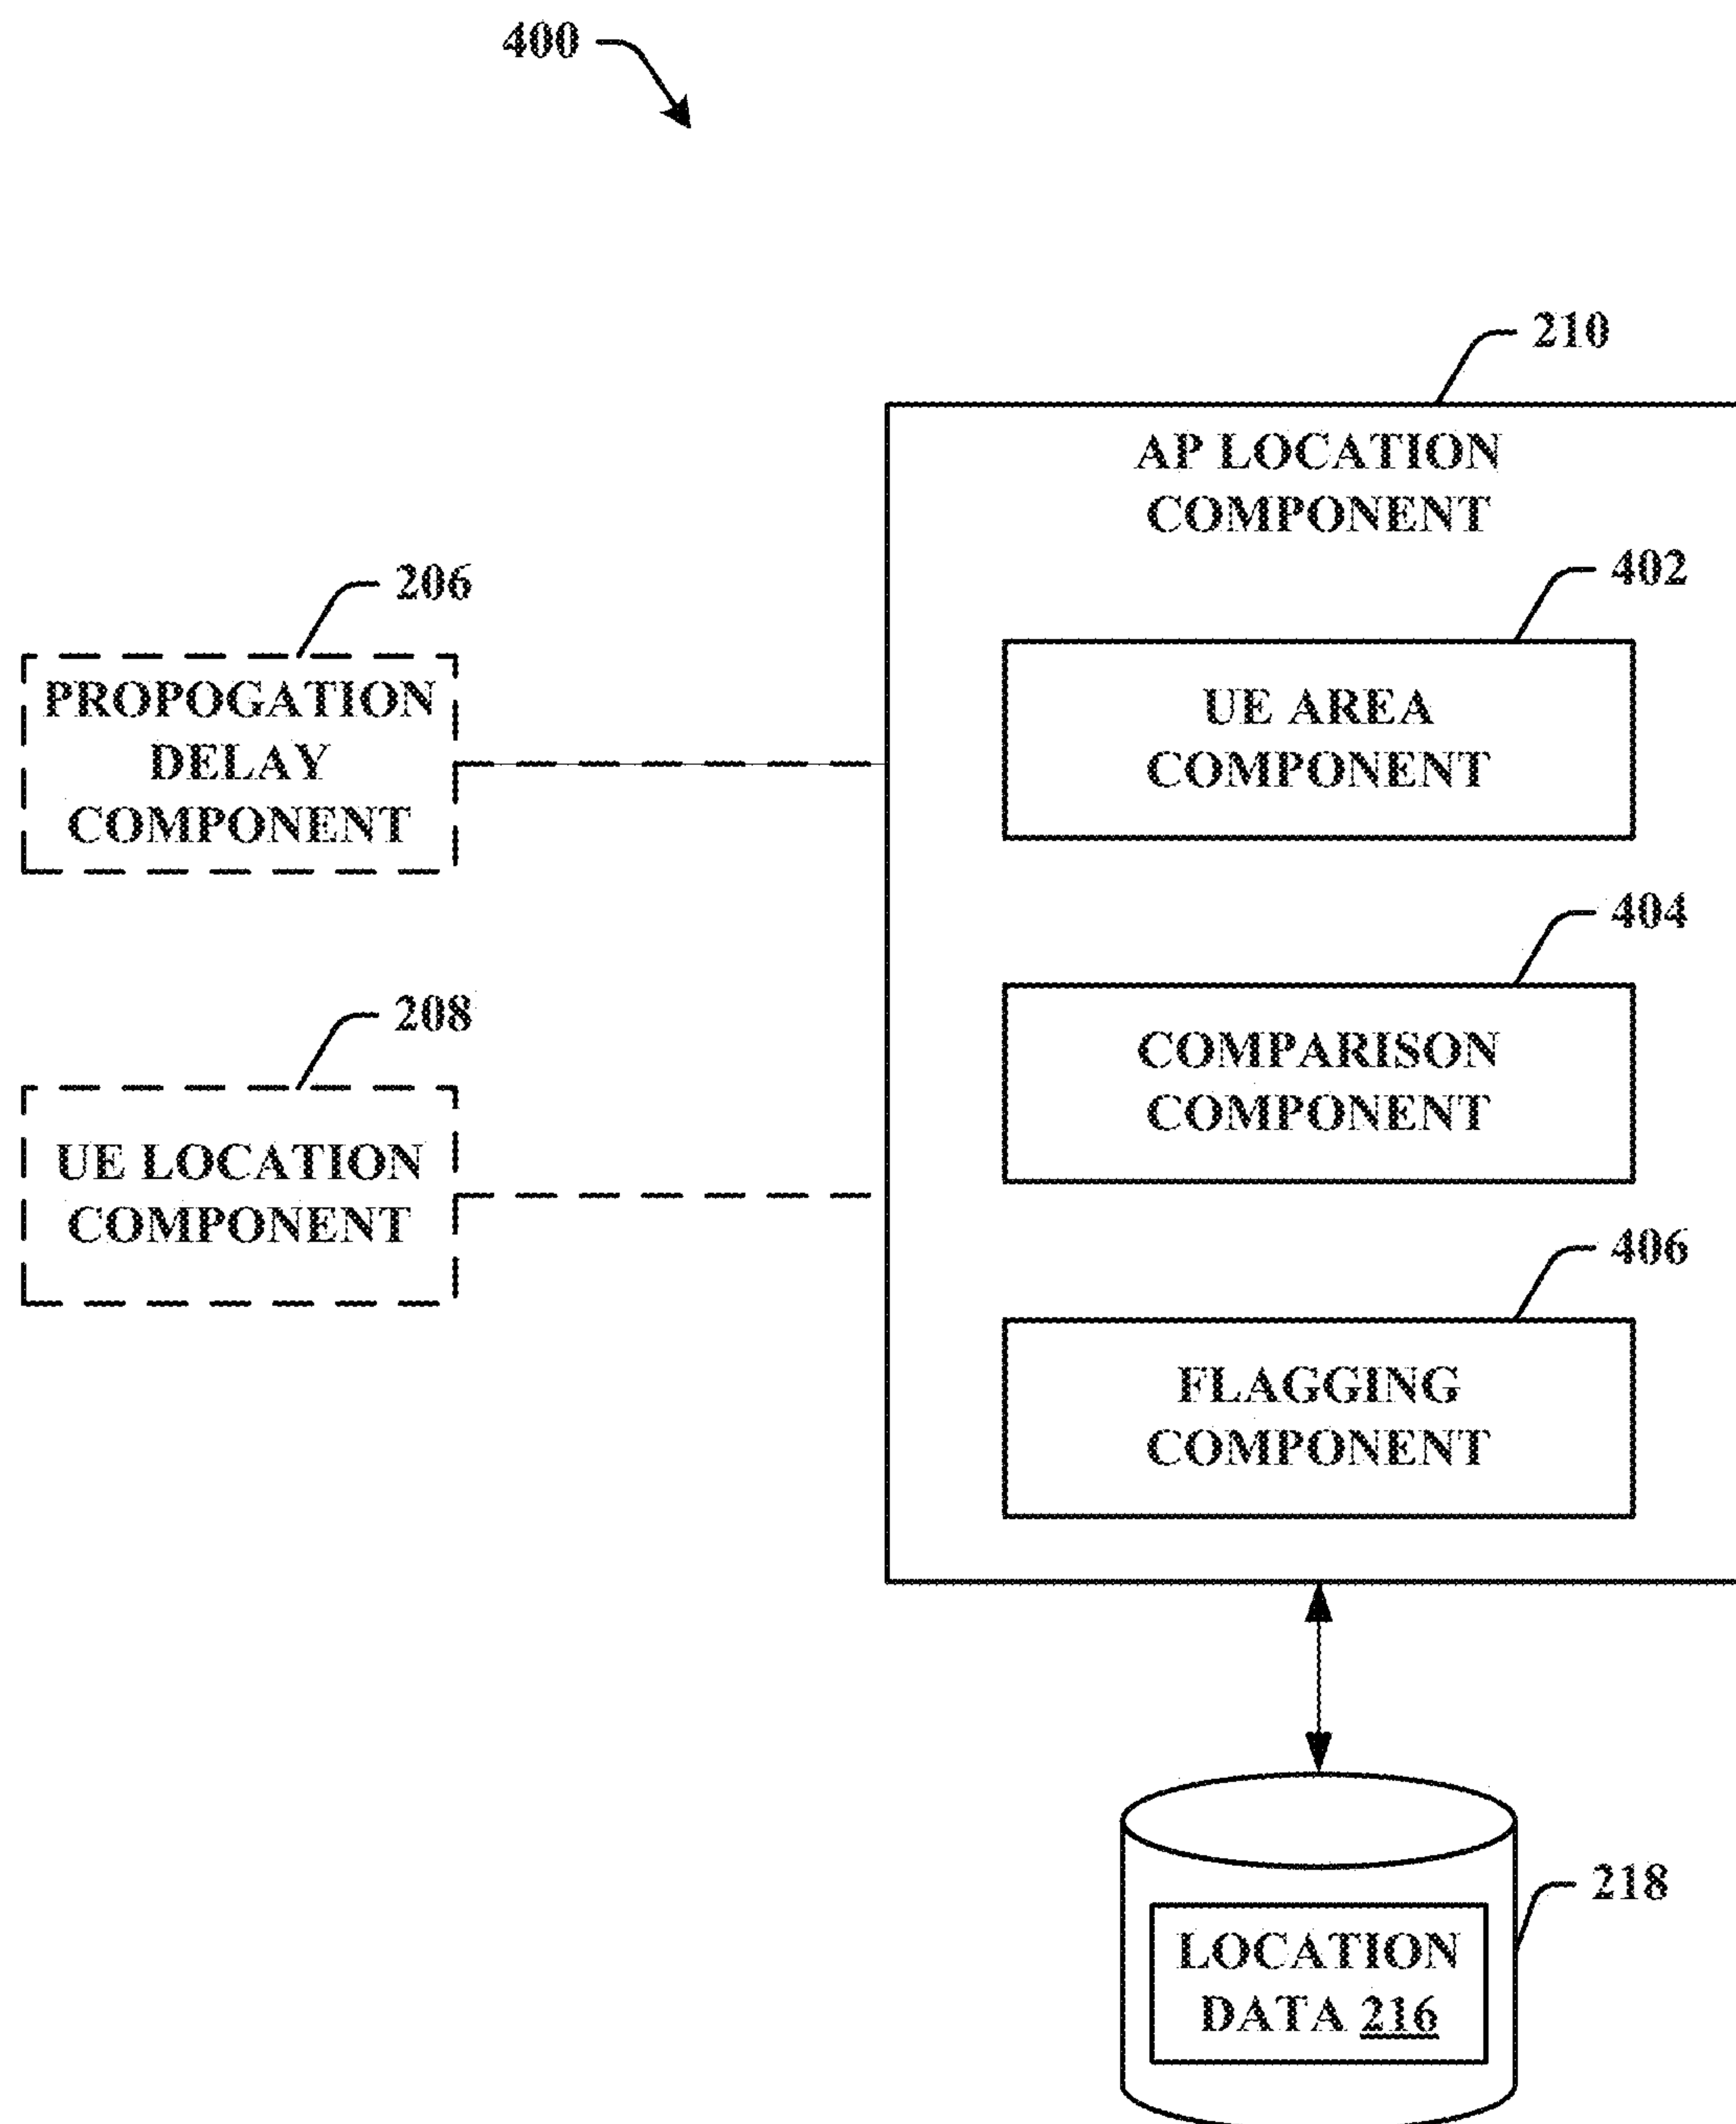 400
210
AP LOCATION
COMPONENT
402
UE AREA
COMPONENT
206
PROPOGATION
DELAY
COMPONENT
404
COMPARISON
COMPONENT
208
UE LOCATION
COMPONENT
406
FLAGGING
COMPONENT
218
LOCATION
DATA 216